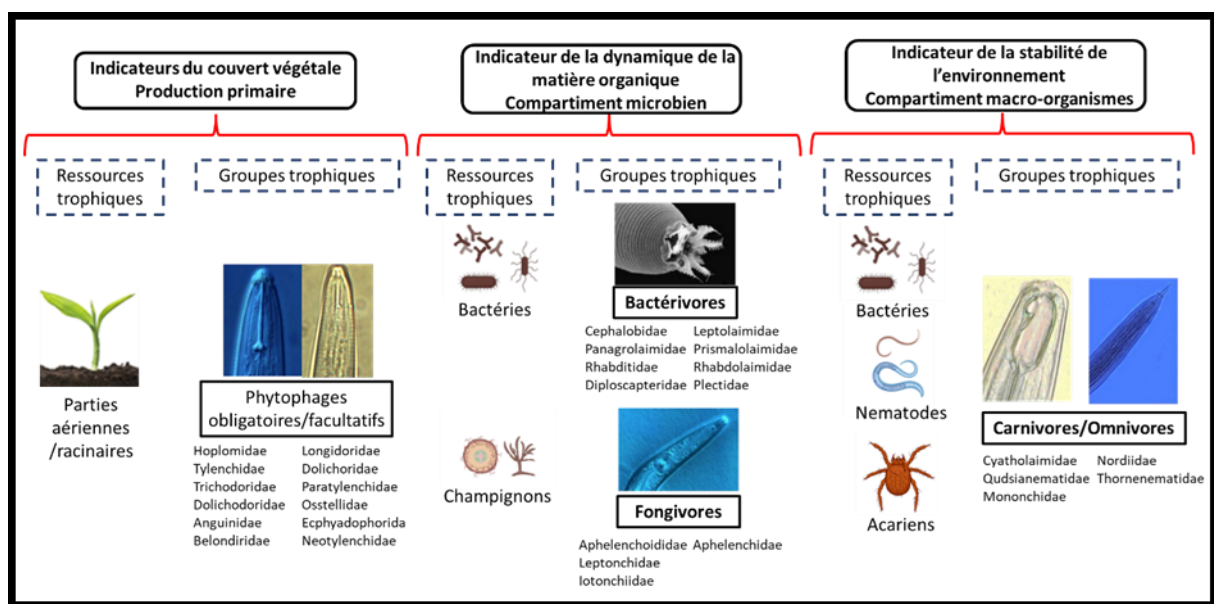 Indicateurs du couvert végétale
Production primaire
Ressources
trophiques
Groupes trophiques
Parties
aériennes
/racinaires
Phytophages
obligatoires/facultatifs
Hoplomidae Longidoridae
Tylenchidae Dolichoridae
Trichodoridae Paratylenchidae
Dolichodoridae Osstellidae
Anguinidae Ecphyadophorida
Belondiridae Neotylenchidae
Indicateur de la dynamique de la
matière organique
Compartiment microbien
Ressources
trophiques
Groupes trophiques
Bactéries
Bactérivores
Cephalobidae Leptolaimidae
Panagrolaimidae Prismalolaimidae
Rhabditidae Rhabdolaimidae
Diploscapteridae Plectidae
Champignons
Fongivores
Aphelenchoididae Aphelenchidae
Leptonchidae
Iotonchiidae
Indicateur de la stabilité de
l’environnement
Compartiment macro-organismes
Ressources
trophiques
Groupes trophiques
Bactéries
Nematodes
Acariens
Carnivores/Omnivores
Cyatholaimidae Nordiidae
Qudsianematidae Thornenematidae
Mononchidae